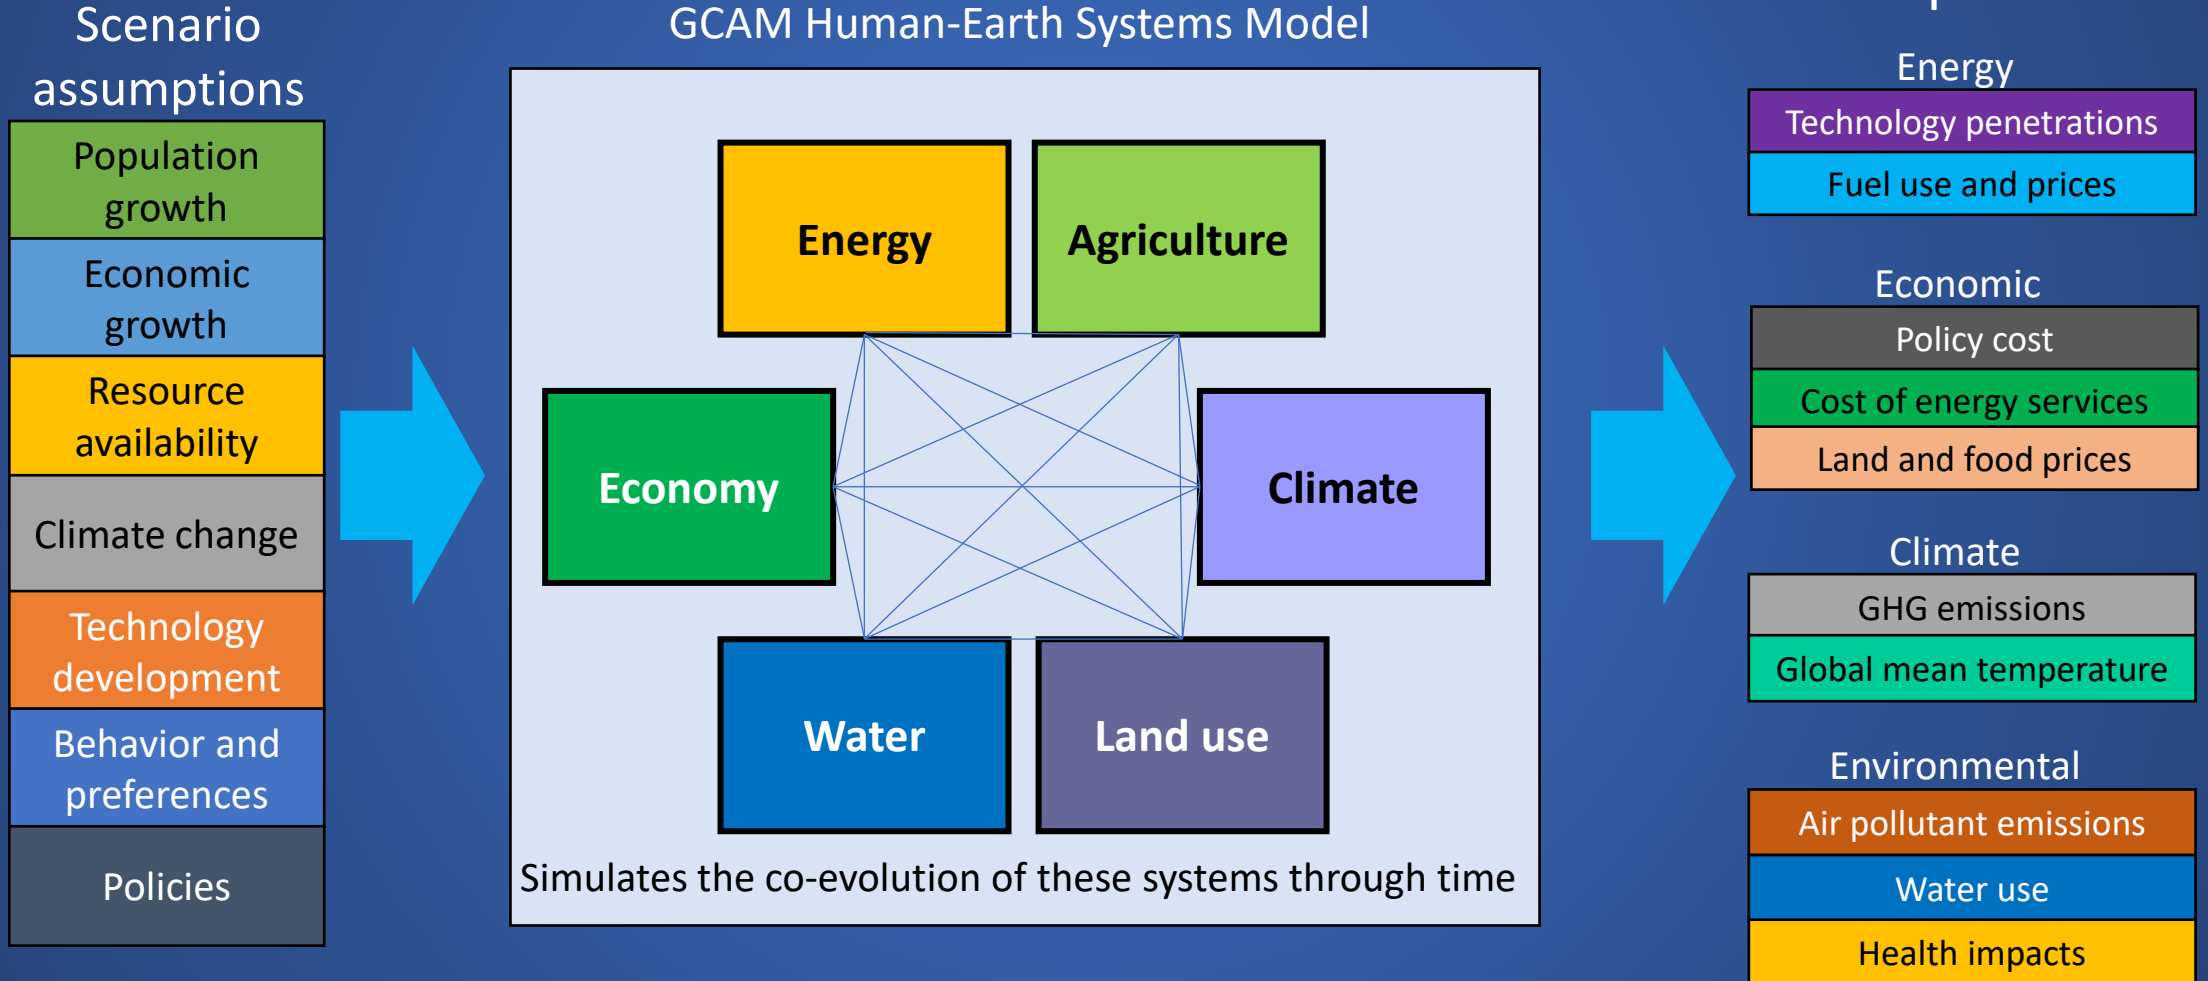 Scenario
assumptions
Population
growth
Economic
growth
Resource
availability
Climate change
Technology
development
Behavior and
preferences
Policies
GCAM Human-Earth Systems Model
Energy
Agriculture
Economy
Climate
Water
Land use
Simulates the co-evolution of these systems through time
Energy
Technology penetrations
Fuel use and prices
Economic
Policy cost
Cost of energy services
Land and food prices
Climate
GHG emissions
Global mean temperature
Environmental
Air pollutant emissions
Water use
Health impacts